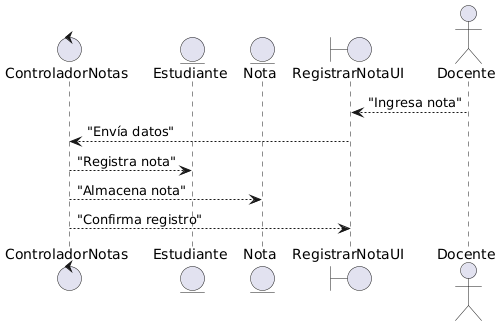 ControladorNotas Estudiante Nota RegistrarNotaUI Docente
"Ingresa nota"
"Envía datos"
"Registra nota"
"Almacena nota"
"Confirma registro"
ControladorNotas Estudiante Nota RegistrarNotaUI Docente